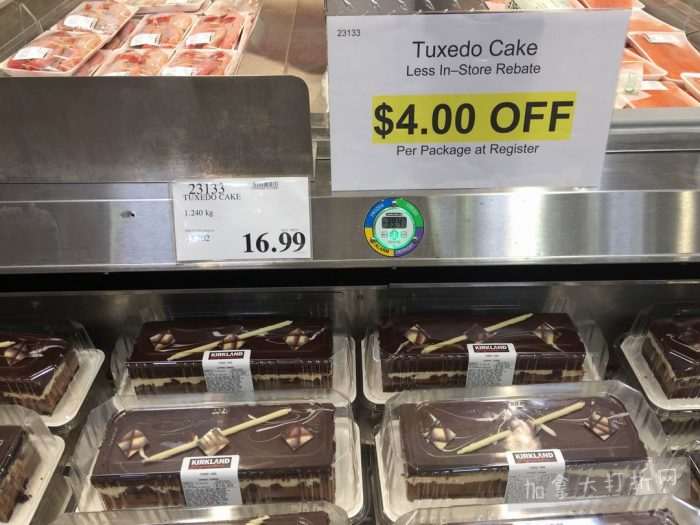 23133
Tuxedo Cake
Less In–Store Rebate
$4.00 OFF
Per Package at Register
23133
TUXEDO CAKE
1.240 kg
16.99
KIRKLAND
KIRKLAND
KIRKLAND
KIRKLAND
加拿大打折网